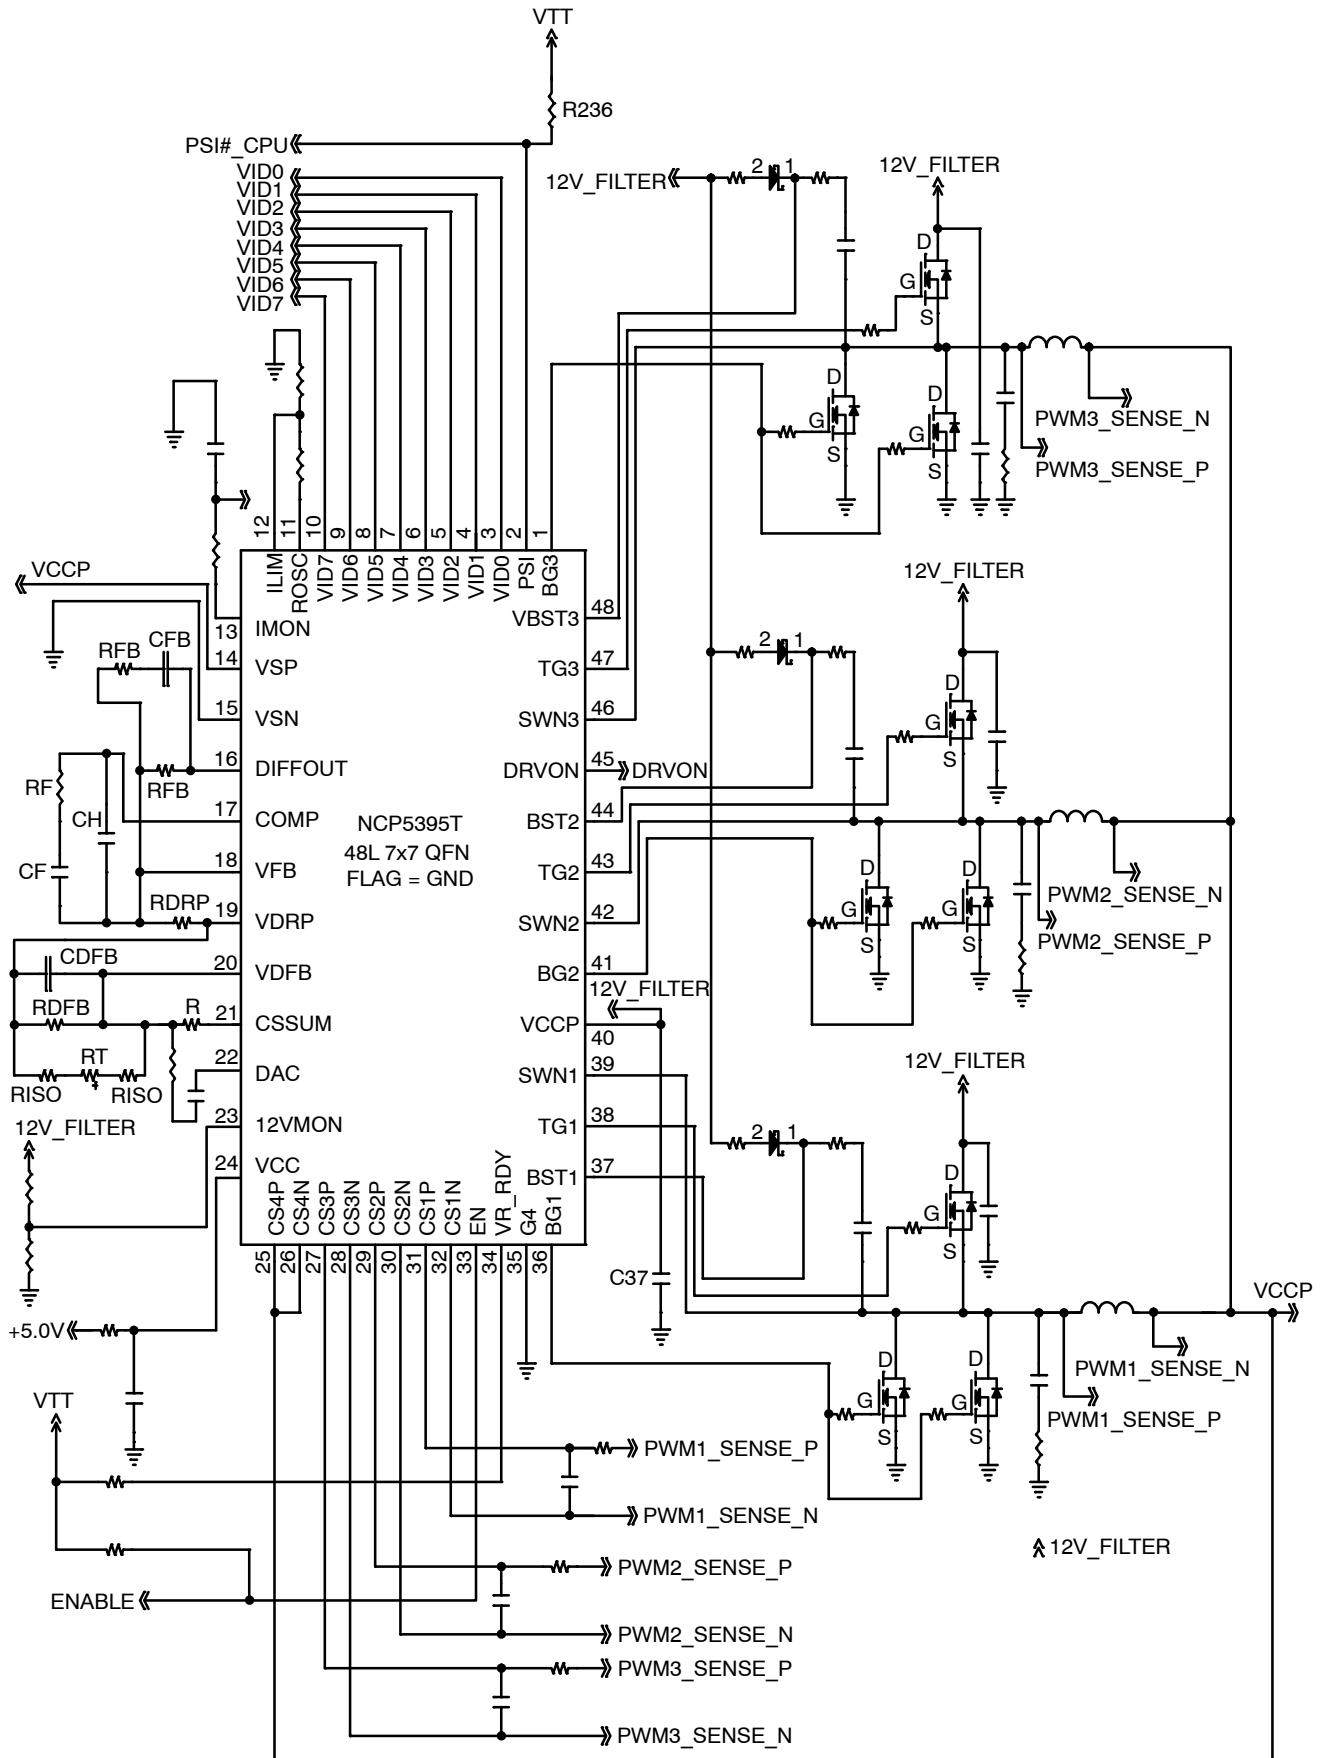 VTT
R236
PSI#_CPU
VID0
VID1
VID2
VID3
VID4
VID5
VID6
VID7
12V_FILTER
2 1
12V_FILTER
D
G
S
D
G
S
D
G
S
PWM3_SENSE_N
PWM3_SENSE_P
12 11 10 9 8 7 6 5 4 3 2 1
ILIM ROSC VID7 VID6 VID5 VID4 VID3 VID2 VID1 VID0 PSI BG3
VCCP
13 IMON
14 VSP
15 VSN
16 DIFFOUT
17 COMP
18 VFB
19 VDRP
20 VDFB
21 CSSUM
22 DAC
23 12VMON
24 VCC
RFB
CFB
RFB
RF
CH
CF
RDRP
CDFB
RDFB
R
RT
RISO
RISO
12V_FILTER
NCP5395T
48L 7x7 QFN
FLAG = GND
VBST3 48
TG3 47
SWN3 46
DRVON 45 DRVON
BST2 44
TG2 43
SWN2 42
BG2 41
12V_FILTER
VCCP 40
SWN1 39
TG1 38
BST1 37
12V_FILTER
2 1
D
G
S
D
G
S
D
G
S
PWM2_SENSE_N
PWM2_SENSE_P
12V_FILTER
2 1
D
G
S
C37
VCCP
D
G
S
D
G
S
PWM1_SENSE_N
PWM1_SENSE_P
CS4P CS4N CS3P CS3N CS2P CS2N CS1P CS1N EN VR_RDY G4 BG1
25 26 27 28 29 30 31 32 33 34 35 36
+5.0V
VTT
ENABLE
PWM1_SENSE_P
PWM1_SENSE_N
12V_FILTER
PWM2_SENSE_P
PWM2_SENSE_N
PWM3_SENSE_P
PWM3_SENSE_N